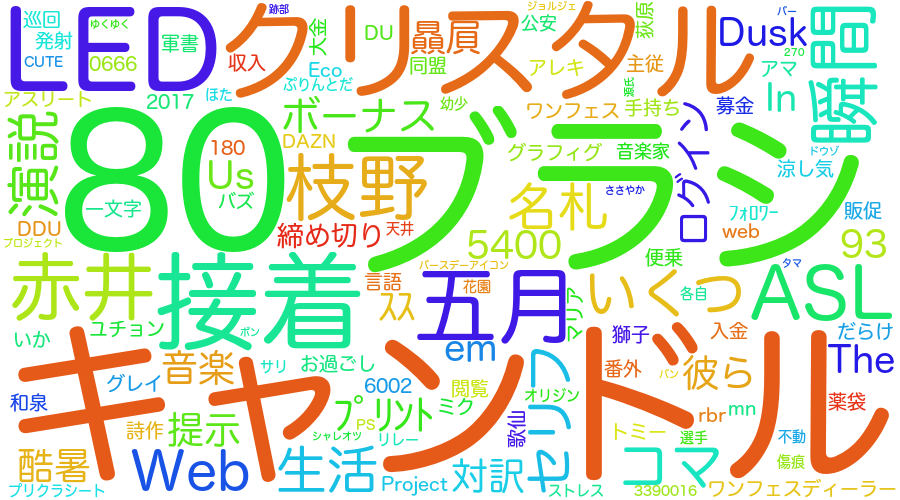 跡部
ジョルジェ
バー
巡回
ゆくゆく
発射
CUTE
0666
LED
クリスタル
軍書
収入
大金
DU
贔屓
同盟
公安
荻原
Dusk
270
瞬間
アレキ
主従
アマ
アスリート
2017
ほた
Eco
ぷりんとだ
幼少
ワンフェス
手持ち
募金
In
ボーナス
演説
80
ブラシ
180
Us
バズ
DAZN
グラフィグ
音楽家
ログイン
ドウゾ
涼し気
一文字
枝野
名札
ささやか
フォロワー
販促
DDU
プロジェクト
締め切り
天井
5400
web
93
便乗
赤井
接着
バースデーアイコン
言語
花園
スス
五月
いくつ
各自
タマ
ASL
マリア
いか
ユチョン
ポン
獅子
入金
だらけ
音楽
サリ
お過ごし
em
The
キャンドル
セリフ
番外
彼ら
パン
グレイ
6002
閲覧
オリジン
和泉
詩作
提示
PS
プリント
ミク
rbr
mn
薬袋
シャレオツ
リレー
歌仙
トミー
選手
不動
酷暑
Web
生活
対訳
コマ
傷痕
プリクラシート
Project
ストレス
3390016
ワンフェスディーラー